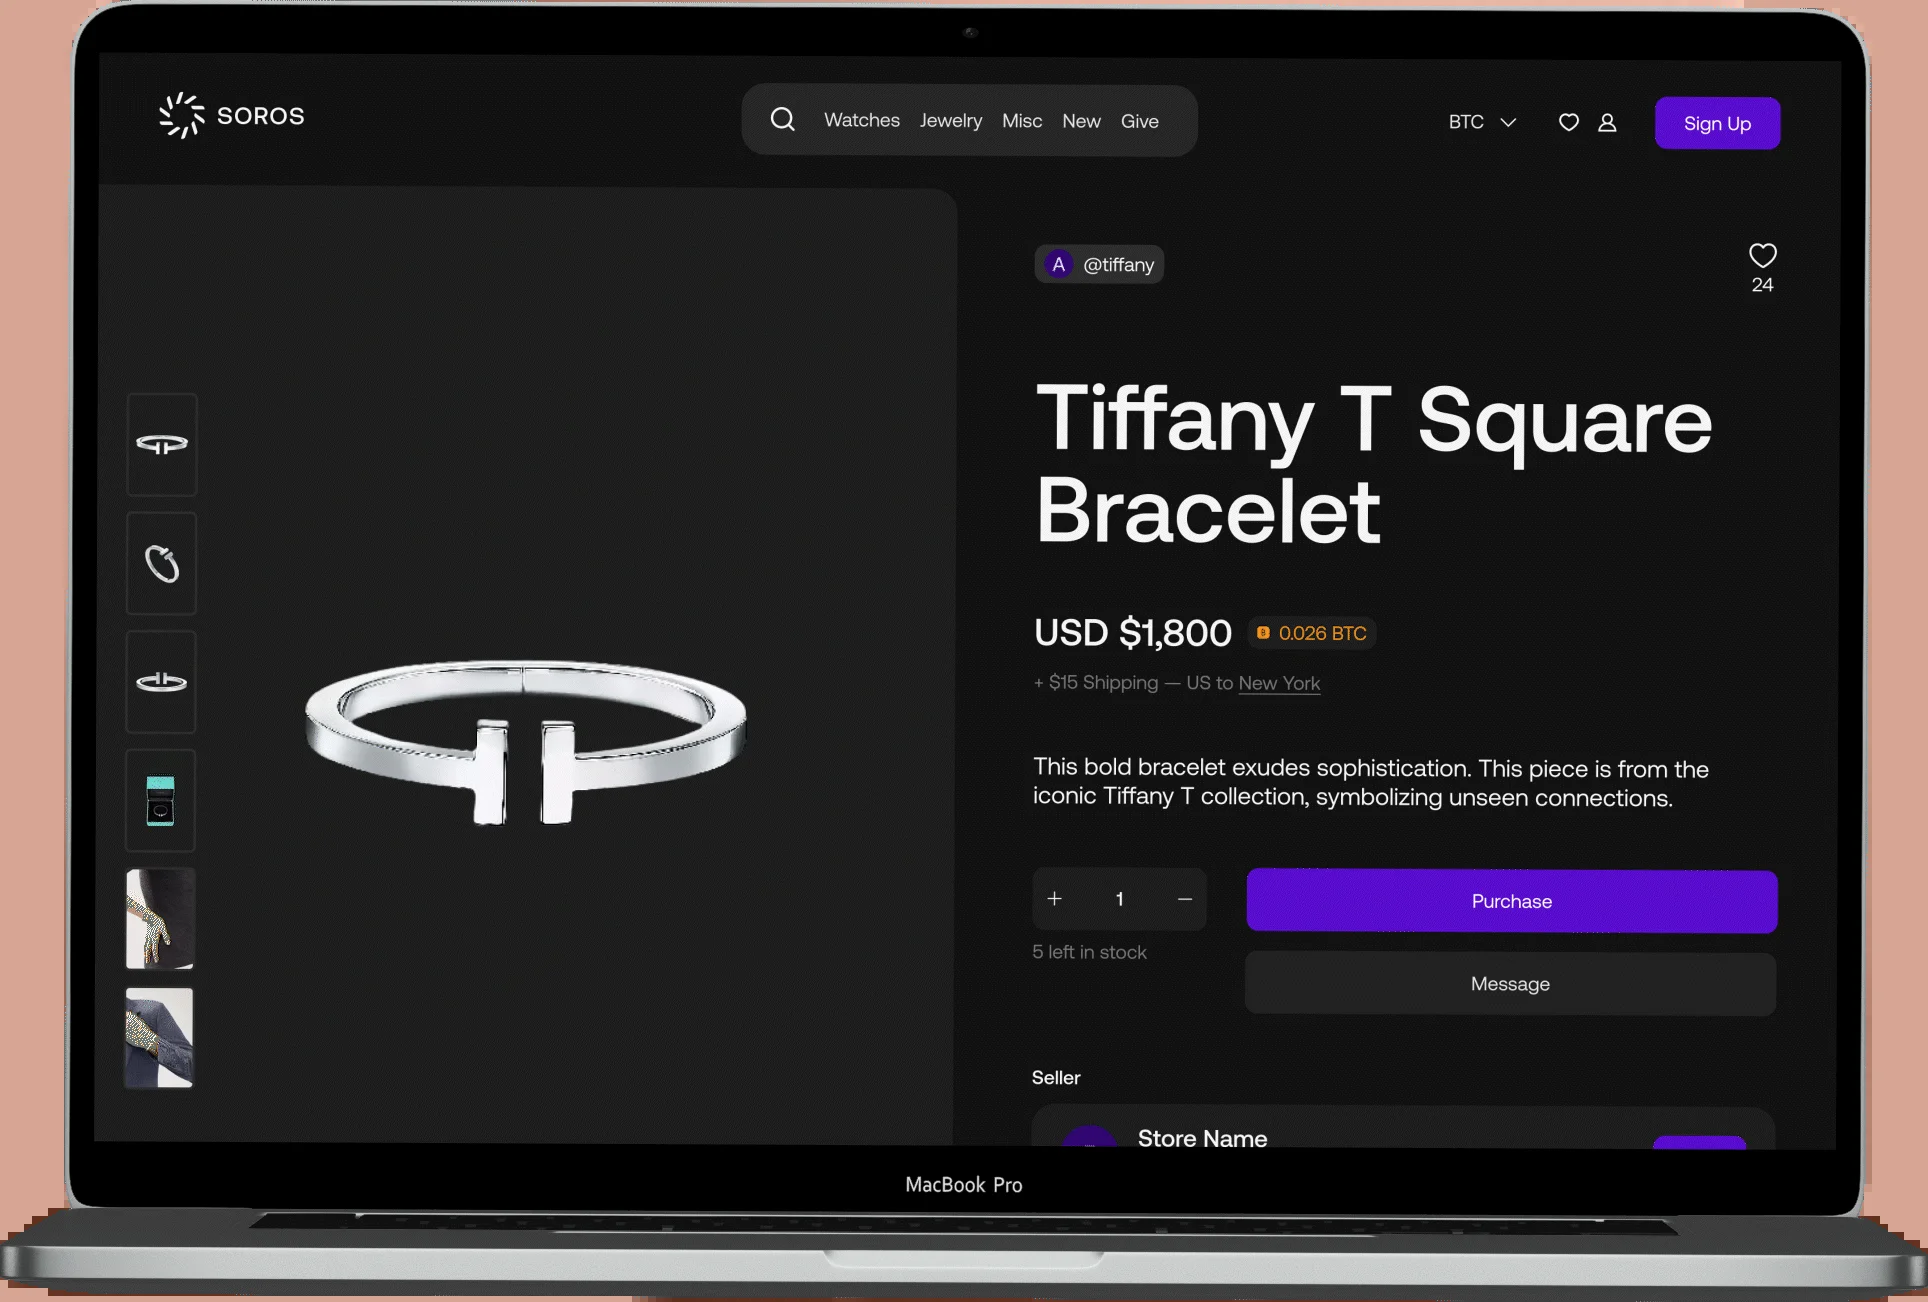 SOROS
Watches Jewelry Misc New Give
BTC
Sign Up
A @tiffany
24
Tiffany T Square
Bracelet
USD $1,800 0.026 BTC
+ $15 Shipping — US to New York
This bold bracelet exudes sophistication. This piece is from the
iconic Tiffany T collection, symbolizing unseen connections.
+ 1 −
Purchase
5 left in stock
Message
Seller
Store Name
MacBook Pro